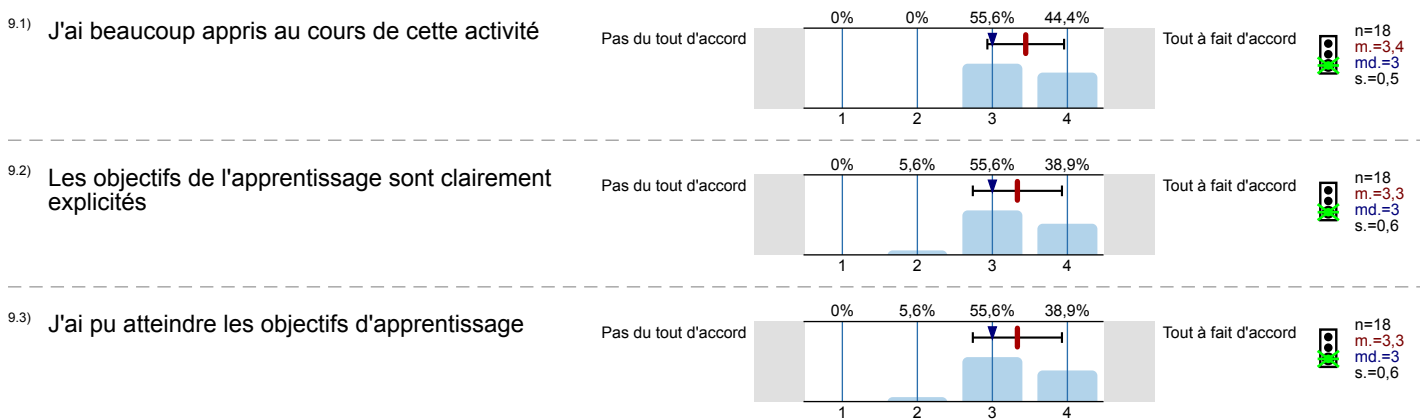 9.1) J'ai beaucoup appris au cours de cette activité
Pas du tout d'accord
0% 0% 55,6% 44,4%
1 2 3 4
Tout à fait d'accord
n=18
m.=3,4
md.=3
s.=0,5
9.2) Les objectifs de l'apprentissage sont clairement
explicités
Pas du tout d'accord
0% 5,6% 55,6% 38,9%
1 2 3 4
Tout à fait d'accord
n=18
m.=3,3
md.=3
s.=0,6
9.3) J'ai pu atteindre les objectifs d'apprentissage
Pas du tout d'accord
0% 5,6% 55,6% 38,9%
1 2 3 4
Tout à fait d'accord
n=18
m.=3,3
md.=3
s.=0,6